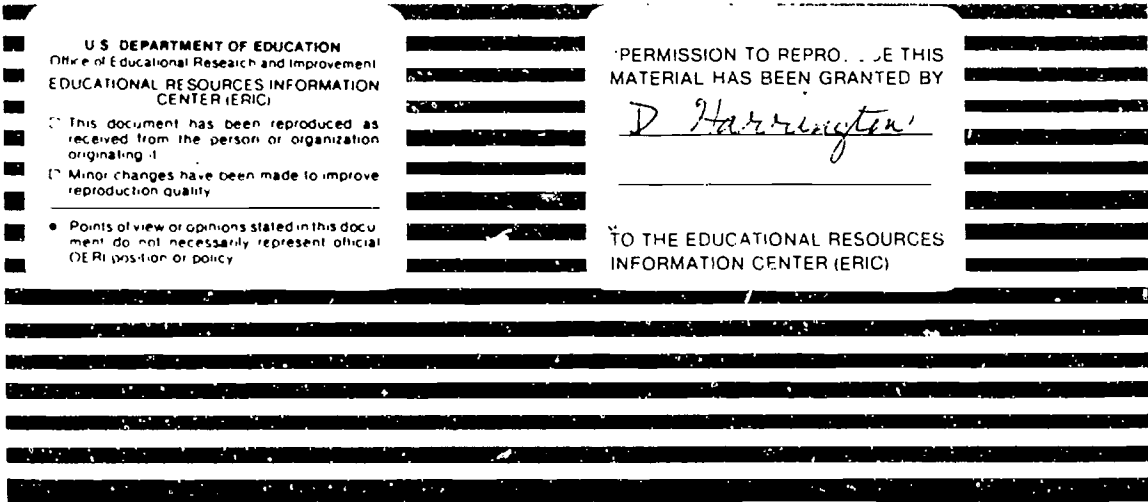 U S DEPARTMENT OF EDUCATION
Office of Educational Research and Improvement
EDUCATIONAL RESOURCES INFORMATION
CENTER (ERIC)
This document has been reproduced as
received from the person or organization
originating it
Minor changes have been made to improve
reproduction quality
• Points of view or opinions stated in this docu
ment do not necessarily represent official
OERI position or policy
"PERMISSION TO THIS
MATERIAL HAS BEEN GRANTED BY
D Harrington
TO THE EDUCATIONAL RESOURCES
INFORMATION CENTER (ERIC)